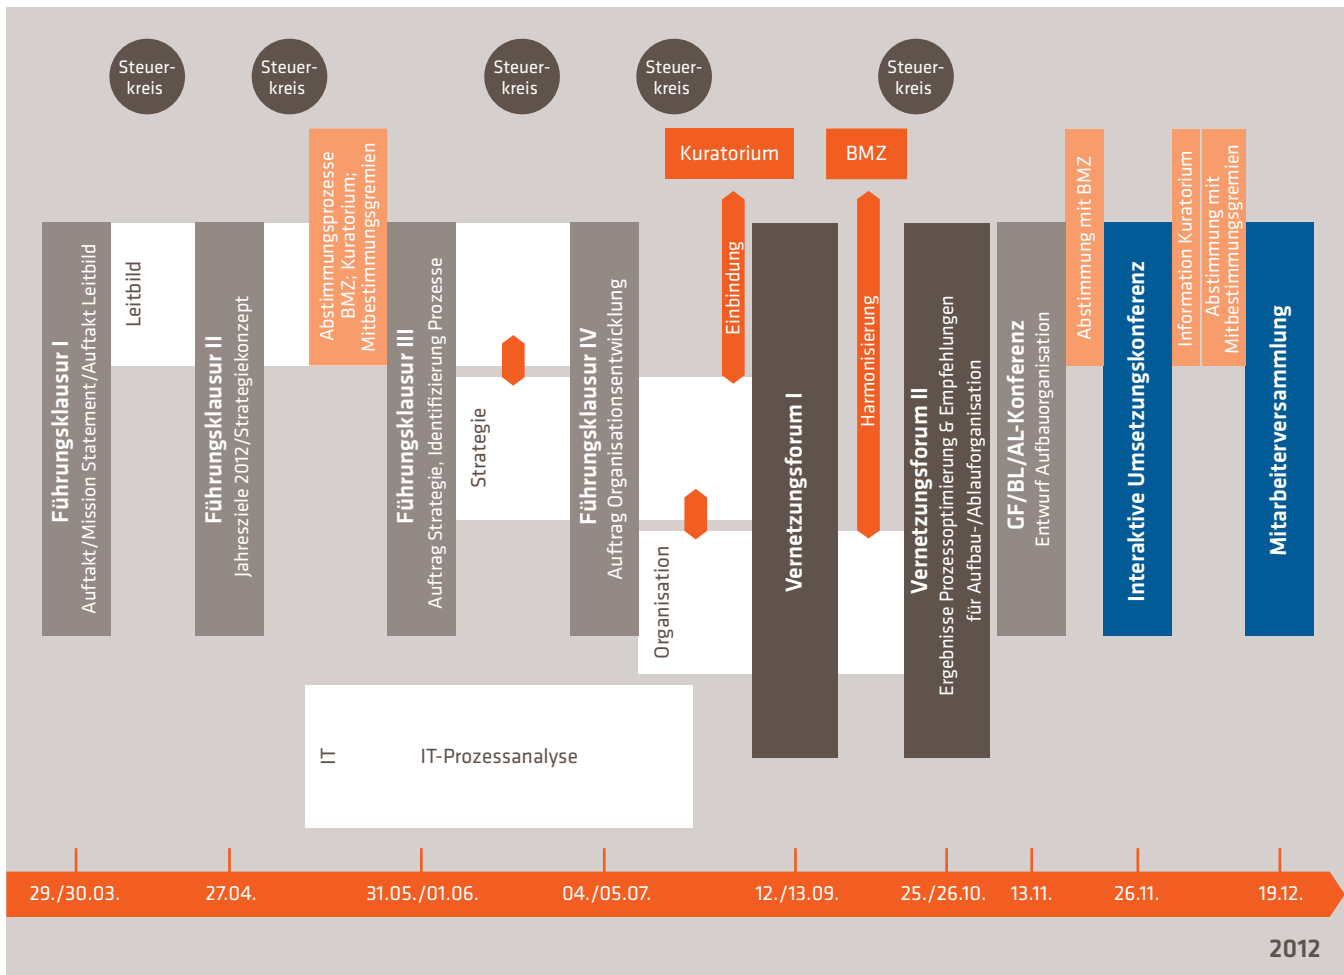 Steuer-
kreis
Steuer-
kreis
Steuer-
kreis
Steuer-
kreis
Steuer-
kreis
Kuratorium
BMZ
Führungsklausur I
Auftakt/Mission Statement/Auftakt Leitbild
Leitbild
Führungsklausur II
Jahresziele 2012/Strategiekonzept
Abstimmungsprozesse
BMZ; Kuratorium;
Mitbestimmungsgremien
Führungsklausur III
Auftrag Strategie, Identifizierung Prozesse
Strategie
Führungsklausur IV
Auftrag Organisationsentwicklung
Organisation
Einbindung
Vernetzungsforum I
Harmonisierung
Vernetzungsforum II
Ergebnisse Prozessoptimierung & Empfehlungen
für Aufbau-/Ablauforganisation
GF/BL/AL-Konferenz
Entwurf Aufbauorganisation
Abstimmung mit BMZ
Interaktive Umsetzungskonferenz
Information Kuratorium
Abstimmung mit
Mitbestimmungsgremien
Mitarbeiterversammlung
IT
IT-Prozessanalyse
29./30.03.
27.04.
31.05./01.06.
04./05.07.
12./13.09.
25./26.10.
13.11.
26.11.
19.12.
2012